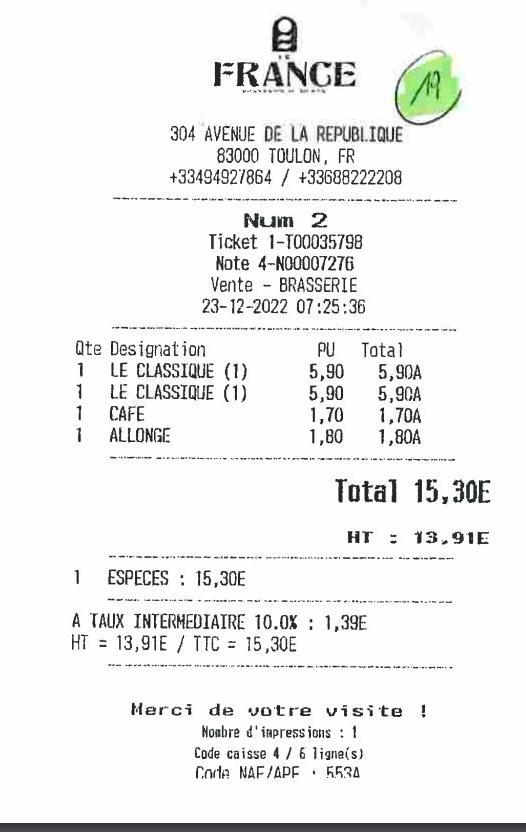 FRANCE
19
304 AVENUE DE LA REPUBLIQUE
83000 TOULON, FR
+33494927864 / +33688222208
Num 2
Ticket 1-T00035798
Note 4-N00007276
Vente - BRASSERIE
23-12-2022 07:25:36
Qte Designation PU Total
1 LE CLASSIQUE (1) 5,90 5,90A
1 LE CLASSIQUE (1) 5,90 5,90A
1 CAFE 1,70 1,70A
1 ALLONGE 1,80 1,80A
Total 15,30E
HT : 13,91E
1 ESPECES : 15,30E
A TAUX INTERMEDIAIRE 10.0% : 1,39E
HT = 13,91E / TTC = 15,30E
Merci de votre visite !
Nombre d'impressions : 1
Code caisse 4 / 6 ligne(s)
Code NAF/APE : 553A